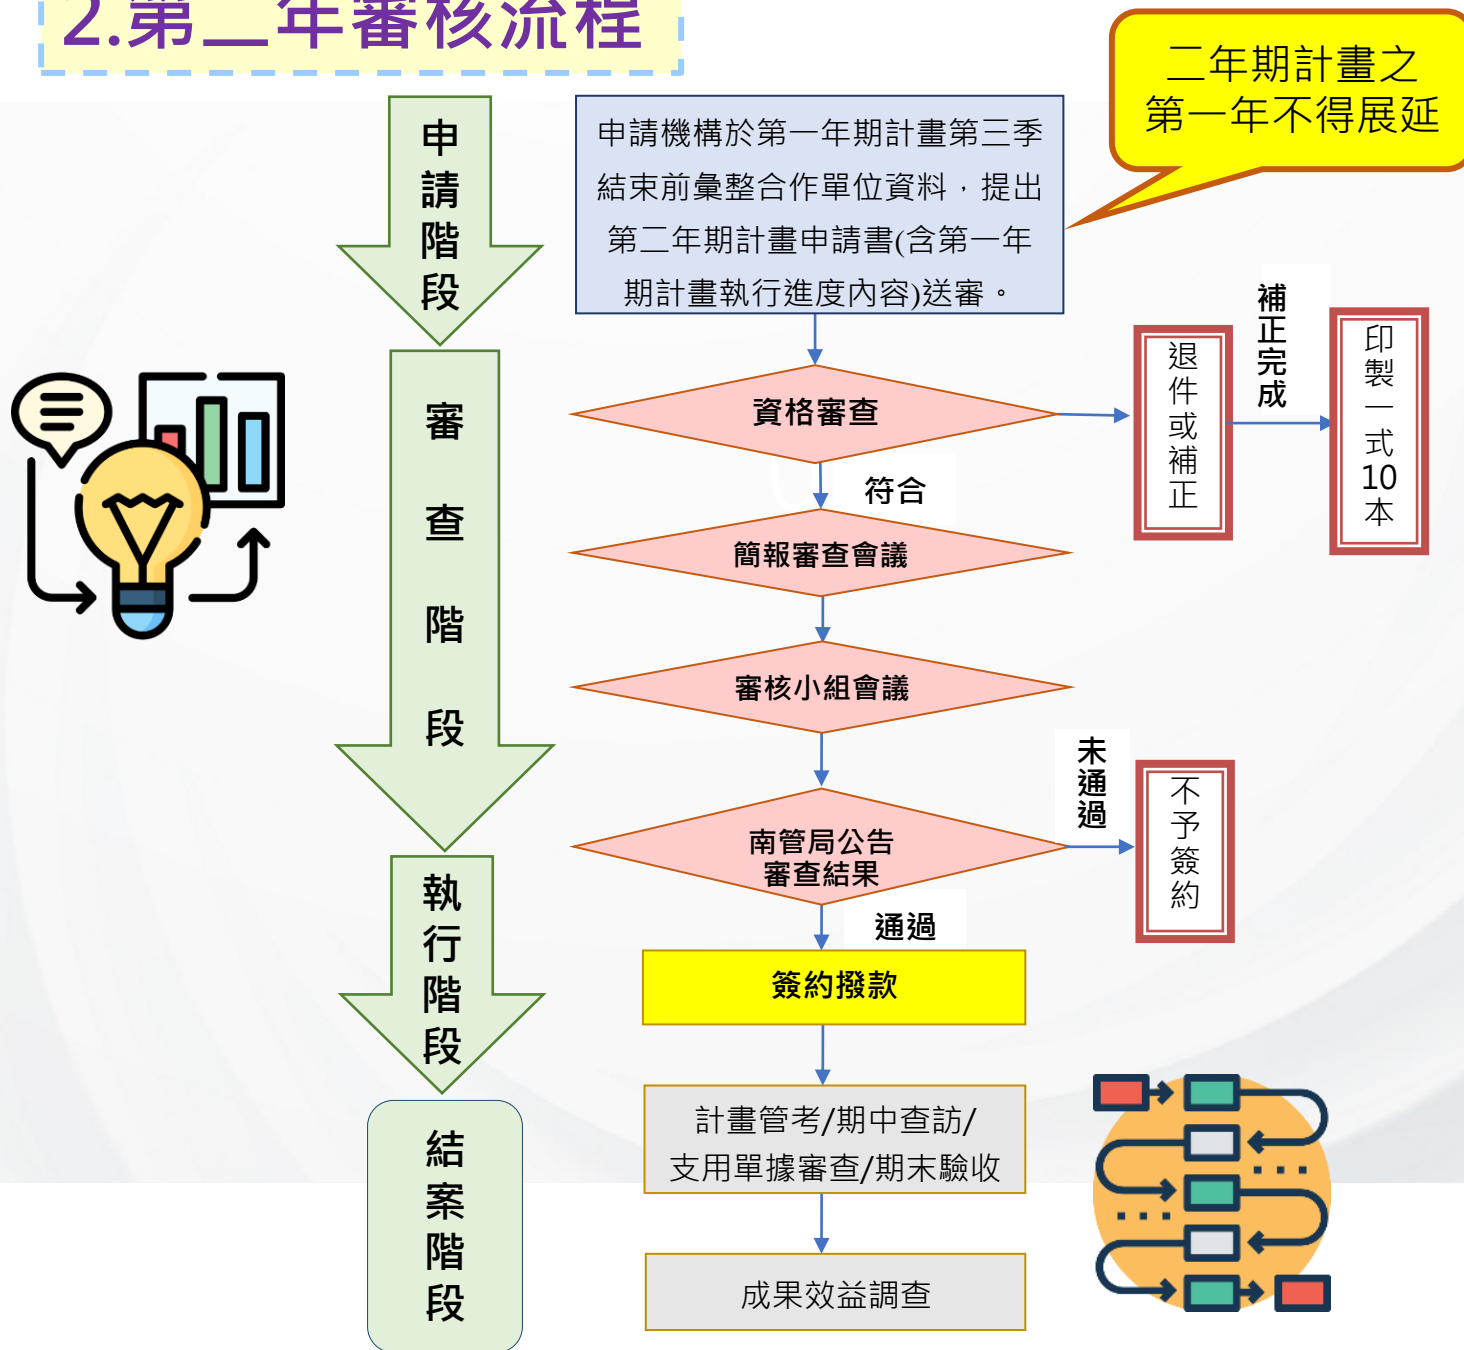 2.第二年審核流程
二年期計畫之
第一年不得展延
申請階段
申請機構於第一年期計畫第三季
結束前彙整合作單位資料，提出
第二年期計畫申請書(含第一年
期計畫執行進度內容)送審。
審查階段
資格審查
退件或補正
補正完成
印製一式10本
符合
簡報審查會議
審核小組會議
南管局公告
審查結果
未通過
不予簽約
通過
執行階段
簽約撥款
計畫管考/期中查訪/
支用單據審查/期末驗收
結案階段
成果效益調查